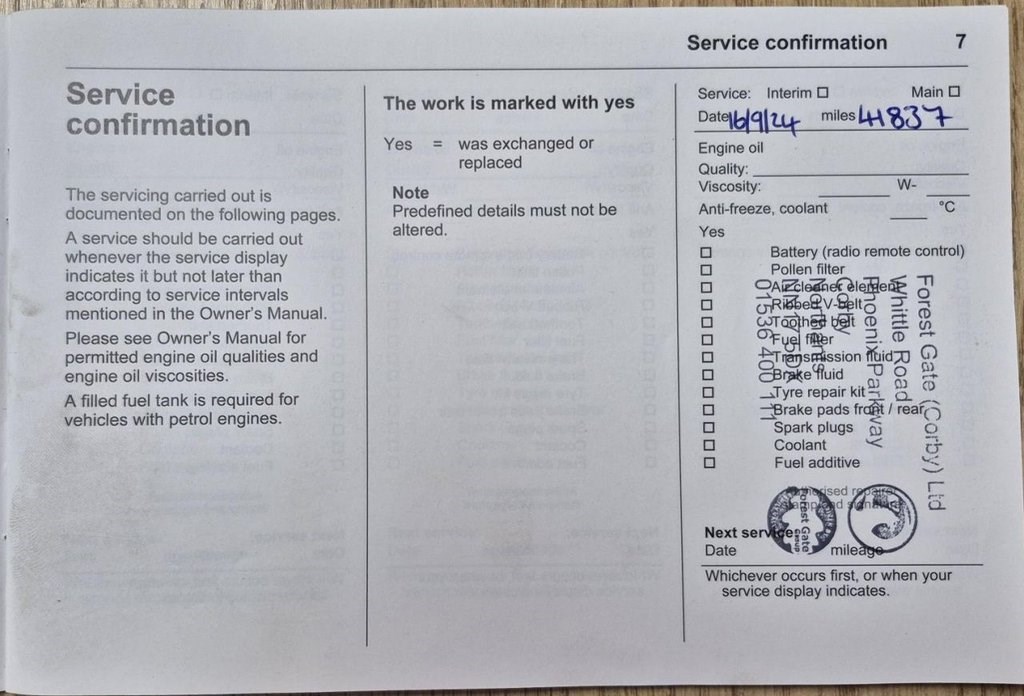 Service confirmation 7
Service
confirmation
The servicing carried out is
documented on the following pages.
A service should be carried out
whenever the service display
indicates it but not later than
according to service intervals
mentioned in the Owner's Manual.
Please see Owner's Manual for
permitted engine oil qualities and
engine oil viscosities.
A filled fuel tank is required for
vehicles with petrol engines.
The work is marked with yes
Yes = was exchanged or
replaced
Note
Predefined details must not be
altered.
Service: Interim ☐ Main ☐
Date 16/9/24 miles 41837
Engine oil
Quality:
Viscosity: W-
Anti-freeze, coolant °C
Yes
☐ Battery (radio remote control)
☐ Pollen filter
☐ Air cleaner element
☐ Ribbed V-belt
☐ Toothed belt
☐ Fuel filter
☐ Transmission fluid
☐ Brake fluid
☐ Tyre repair kit
☐ Brake pads front / rear
☐ Spark plugs
☐ Coolant
☐ Fuel additive
Forest Gate (Corby) Ltd
Whittle Road
Phoenix Parkway
Corby
Northants
NN17 5DX
01536 400 111
Forest Gate
Next service:
Date mileage
Whichever occurs first, or when your
service display indicates.